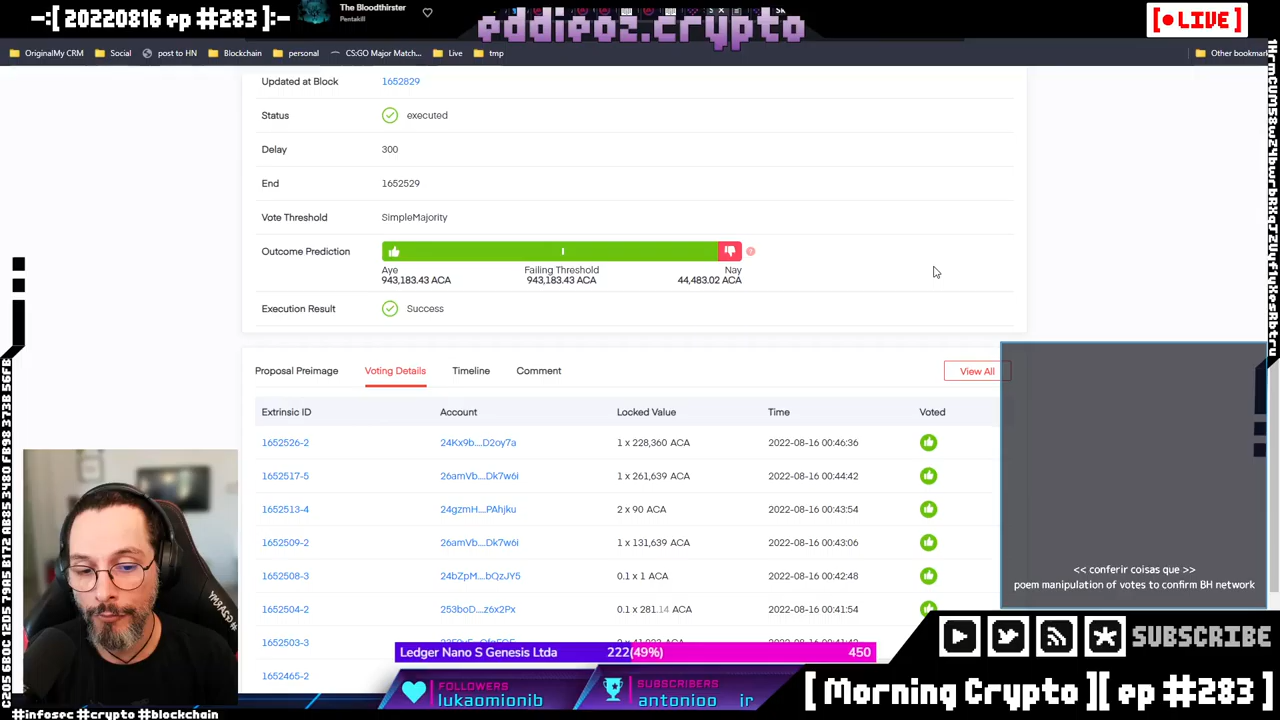 -:[ 20220816 ep #283 ]:-
The Bloodthirster
Pentakill
eddieoz.crypto
[● LIVE]
OriginalMy CRM
Social
post to HN
Blockchain
personal
CS:GO Major Match...
Live
tmp
Other bookmar
Updated at Block 1652829
Status executed
Delay 300
End 1652529
Vote Threshold SimpleMajority
Outcome Prediction
Aye Failing Threshold Nay
943,183.43 ACA 943,183.43 ACA 44,483.02 ACA
Execution Result Success
Proposal Preimage Voting Details Timeline Comment View All
Extrinsic ID Account Locked Value Time Voted
1652526-2 24Kx9b....D2oy7a 1 x 228,360 ACA 2022-08-16 00:46:36
1652517-5 26amVb....Dk7w6i 1 x 261,639 ACA 2022-08-16 00:44:42
1652513-4 24gzmH....PAhjku 2 x 90 ACA 2022-08-16 00:43:54
1652509-2 26amVb....Dk7w6i 1 x 131,639 ACA 2022-08-16 00:43:06
1652508-3 24bZpM....bQzJY5 0.1 x 1 ACA 2022-08-16 00:42:48
1652504-2 253boD....z6x2Px 0.1 x 281.14 ACA 2022-08-16 00:41:54
1652503-3
1652465-2
<< conferir coisas que >>
poem manipulation of votes to confirm BH network
Ledger Nano S Genesis Ltda 222(49%) 450
FOLLOWERS
lukaomionib
SUBSCRIBERS
antonioo jr
SUBSCRIBE
[ Morning Crypto ][ ep #283 ]
#infosec #crypto #blockchain